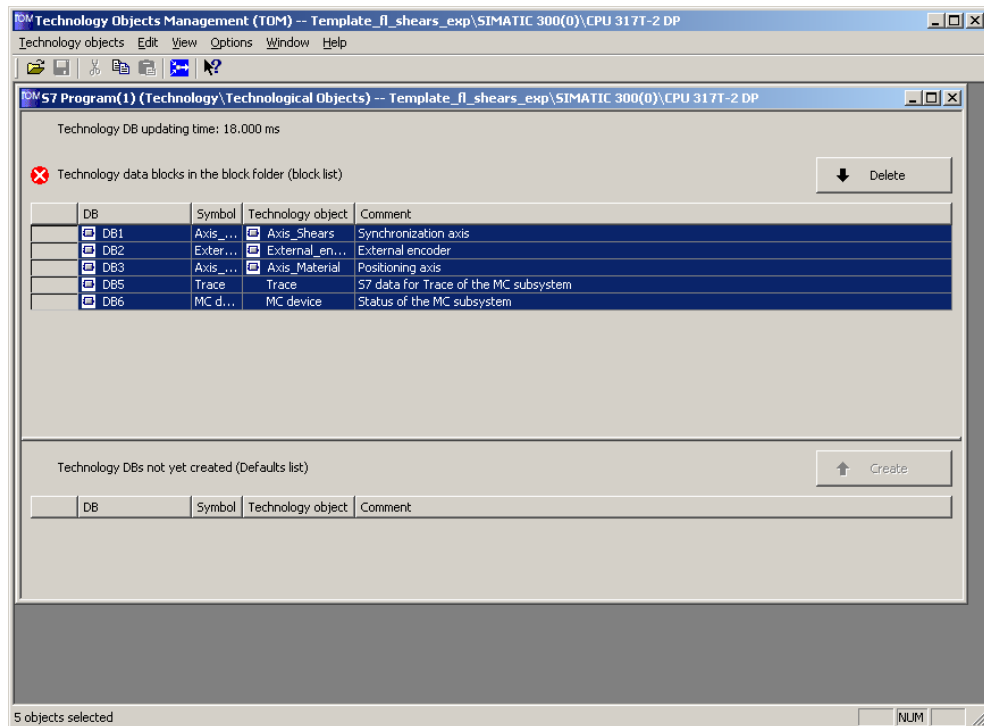 TOM Technology Objects Management (TOM) -- Template_fl_shears_exp\SIMATIC 300(0)\CPU 317T-2 DP
Technology objects Edit View Options Window Help
TOM S7 Program(1) (Technology\Technological Objects) -- Template_fl_shears_exp\SIMATIC 300(0)\CPU 317T-2 DP
Technology DB updating time: 18.000 ms
Technology data blocks in the block folder (block list)
Delete
DB Symbol Technology object Comment
DB1 Axis_... Axis_Shears Synchronization axis
DB2 Exter... External_en... External encoder
DB3 Axis_... Axis_Material Positioning axis
DB5 Trace Trace S7 data for Trace of the MC subsystem
DB6 MC d... MC device Status of the MC subsystem
Technology DBs not yet created (Defaults list)
Create
DB Symbol Technology object Comment
5 objects selected NUM